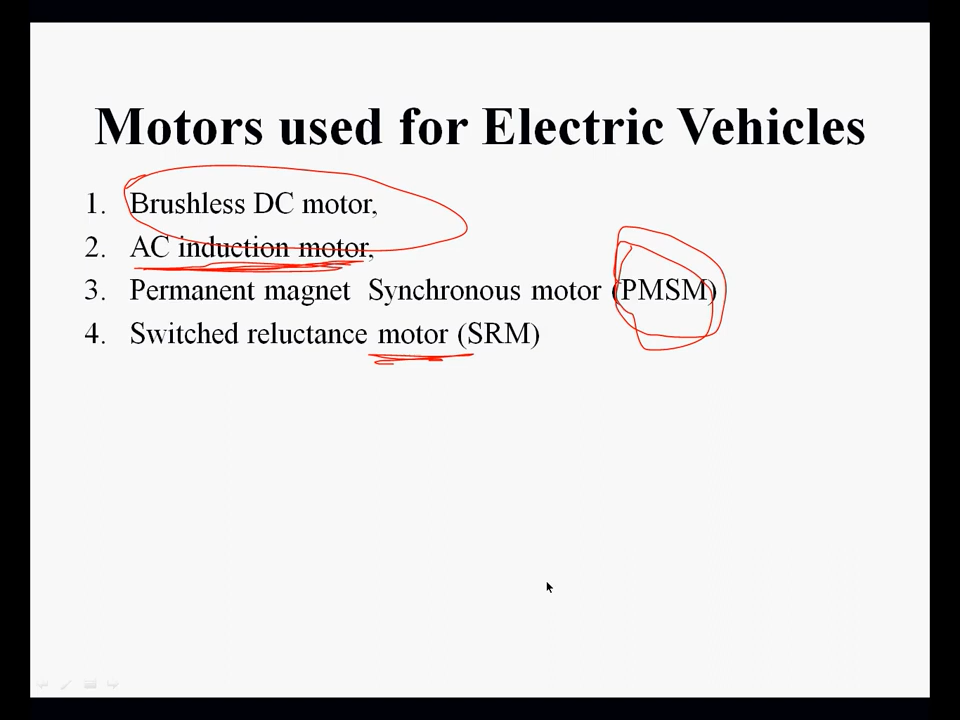 Motors used for Electric Vehicles
1. Brushless DC motor,
2. AC induction motor,
3. Permanent magnet Synchronous motor (PMSM)
4. Switched reluctance motor (SRM)